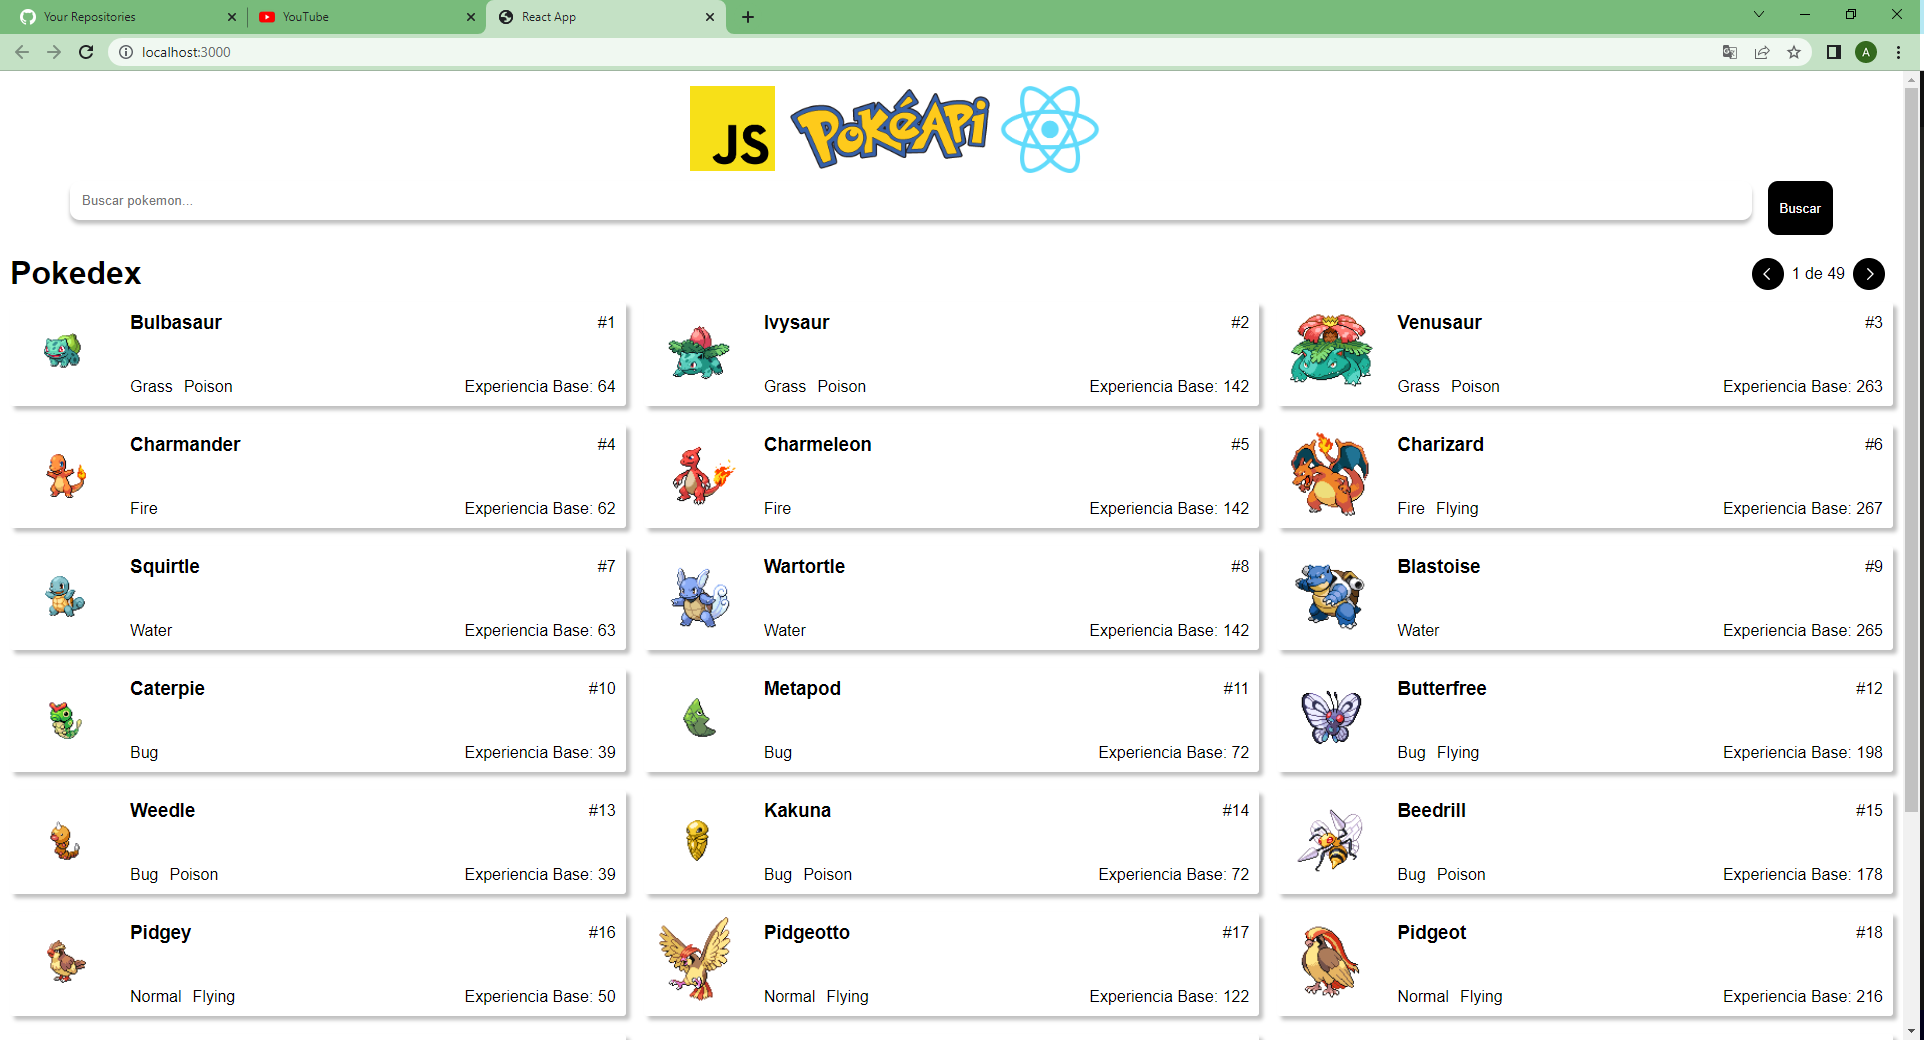 Your Repositories
YouTube
React App
localhost:3000
A
JS PokéApi
Buscar pokemon...
Buscar
Pokedex
1 de 49
Bulbasaur #1
Grass Poison Experiencia Base: 64
Ivysaur #2
Grass Poison Experiencia Base: 142
Venusaur #3
Grass Poison Experiencia Base: 263
Charmander #4
Fire Experiencia Base: 62
Charmeleon #5
Fire Experiencia Base: 142
Charizard #6
Fire Flying Experiencia Base: 267
Squirtle #7
Water Experiencia Base: 63
Wartortle #8
Water Experiencia Base: 142
Blastoise #9
Water Experiencia Base: 265
Caterpie #10
Bug Experiencia Base: 39
Metapod #11
Bug Experiencia Base: 72
Butterfree #12
Bug Flying Experiencia Base: 198
Weedle #13
Bug Poison Experiencia Base: 39
Kakuna #14
Bug Poison Experiencia Base: 72
Beedrill #15
Bug Poison Experiencia Base: 178
Pidgey #16
Normal Flying Experiencia Base: 50
Pidgeotto #17
Normal Flying Experiencia Base: 122
Pidgeot #18
Normal Flying Experiencia Base: 216